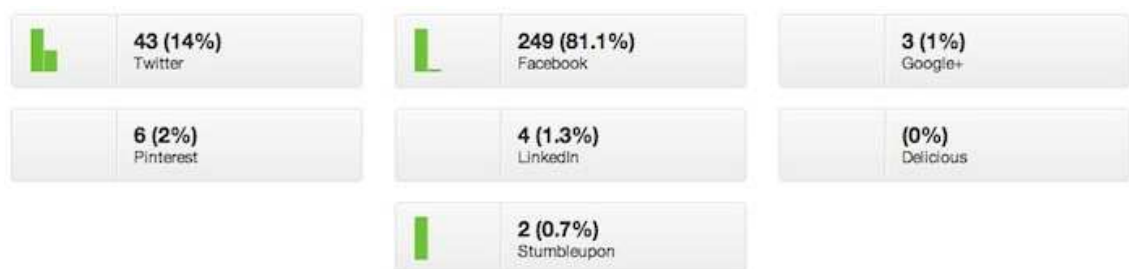 43 (14%)
Twitter
249 (81.1%)
Facebook
3 (1%)
Google+
6 (2%)
Pinterest
4 (1.3%)
LinkedIn
(0%)
Delicious
2 (0.7%)
Stumbleupon